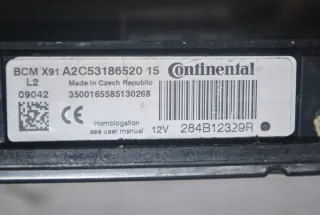 BCM X91 A2C53186520 15 Continental
L2 Made in Czech Republic
09042 3500165585130268
CE Homologation
see user manual 12V 284B12329R